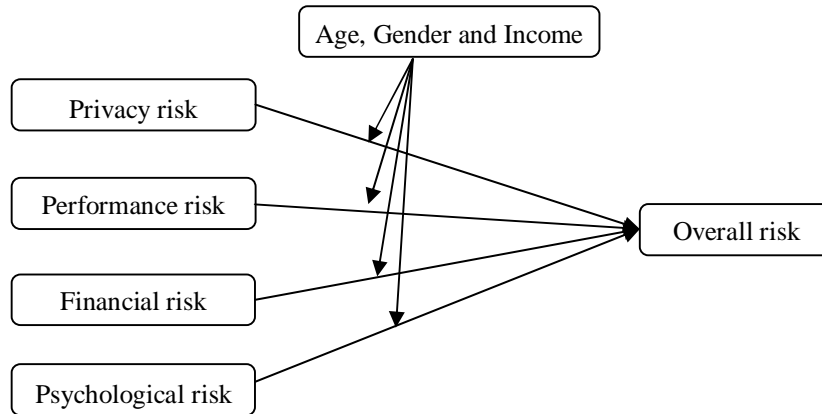 Age, Gender and Income
Privacy risk
Performance risk
Overall risk
Financial risk
Psychological risk